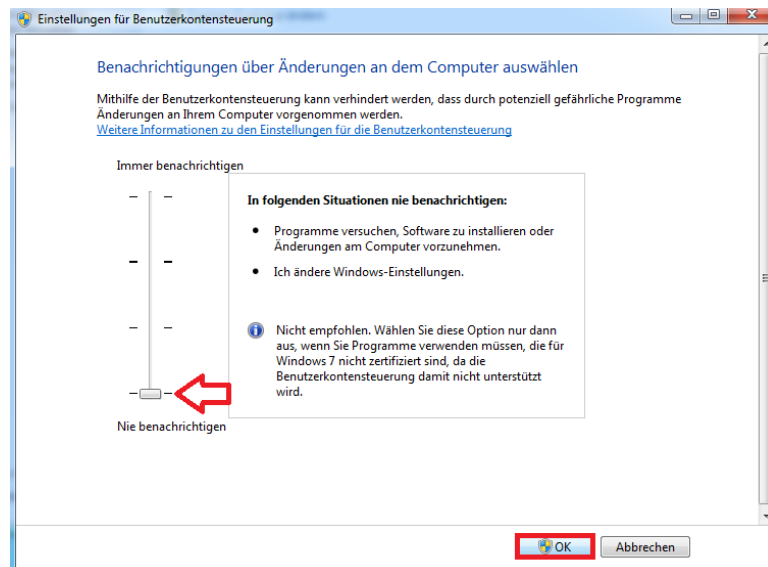 Einstellungen für Benutzerkontensteuerung
Benachrichtigungen über Änderungen an dem Computer auswählen
Mithilfe der Benutzerkontensteuerung kann verhindert werden, dass durch potenziell gefährliche Programme
Änderungen an Ihrem Computer vorgenommen werden.
Weitere Informationen zu den Einstellungen für die Benutzerkontensteuerung
Immer benachrichtigen
In folgenden Situationen nie benachrichtigen:
Programme versuchen, Software zu installieren oder
Änderungen am Computer vorzunehmen.
Ich ändere Windows-Einstellungen.
Nicht empfohlen. Wählen Sie diese Option nur dann
aus, wenn Sie Programme verwenden müssen, die für
Windows 7 nicht zertifiziert sind, da die
Benutzerkontensteuerung damit nicht unterstützt
wird.
Nie benachrichtigen
OK
Abbrechen